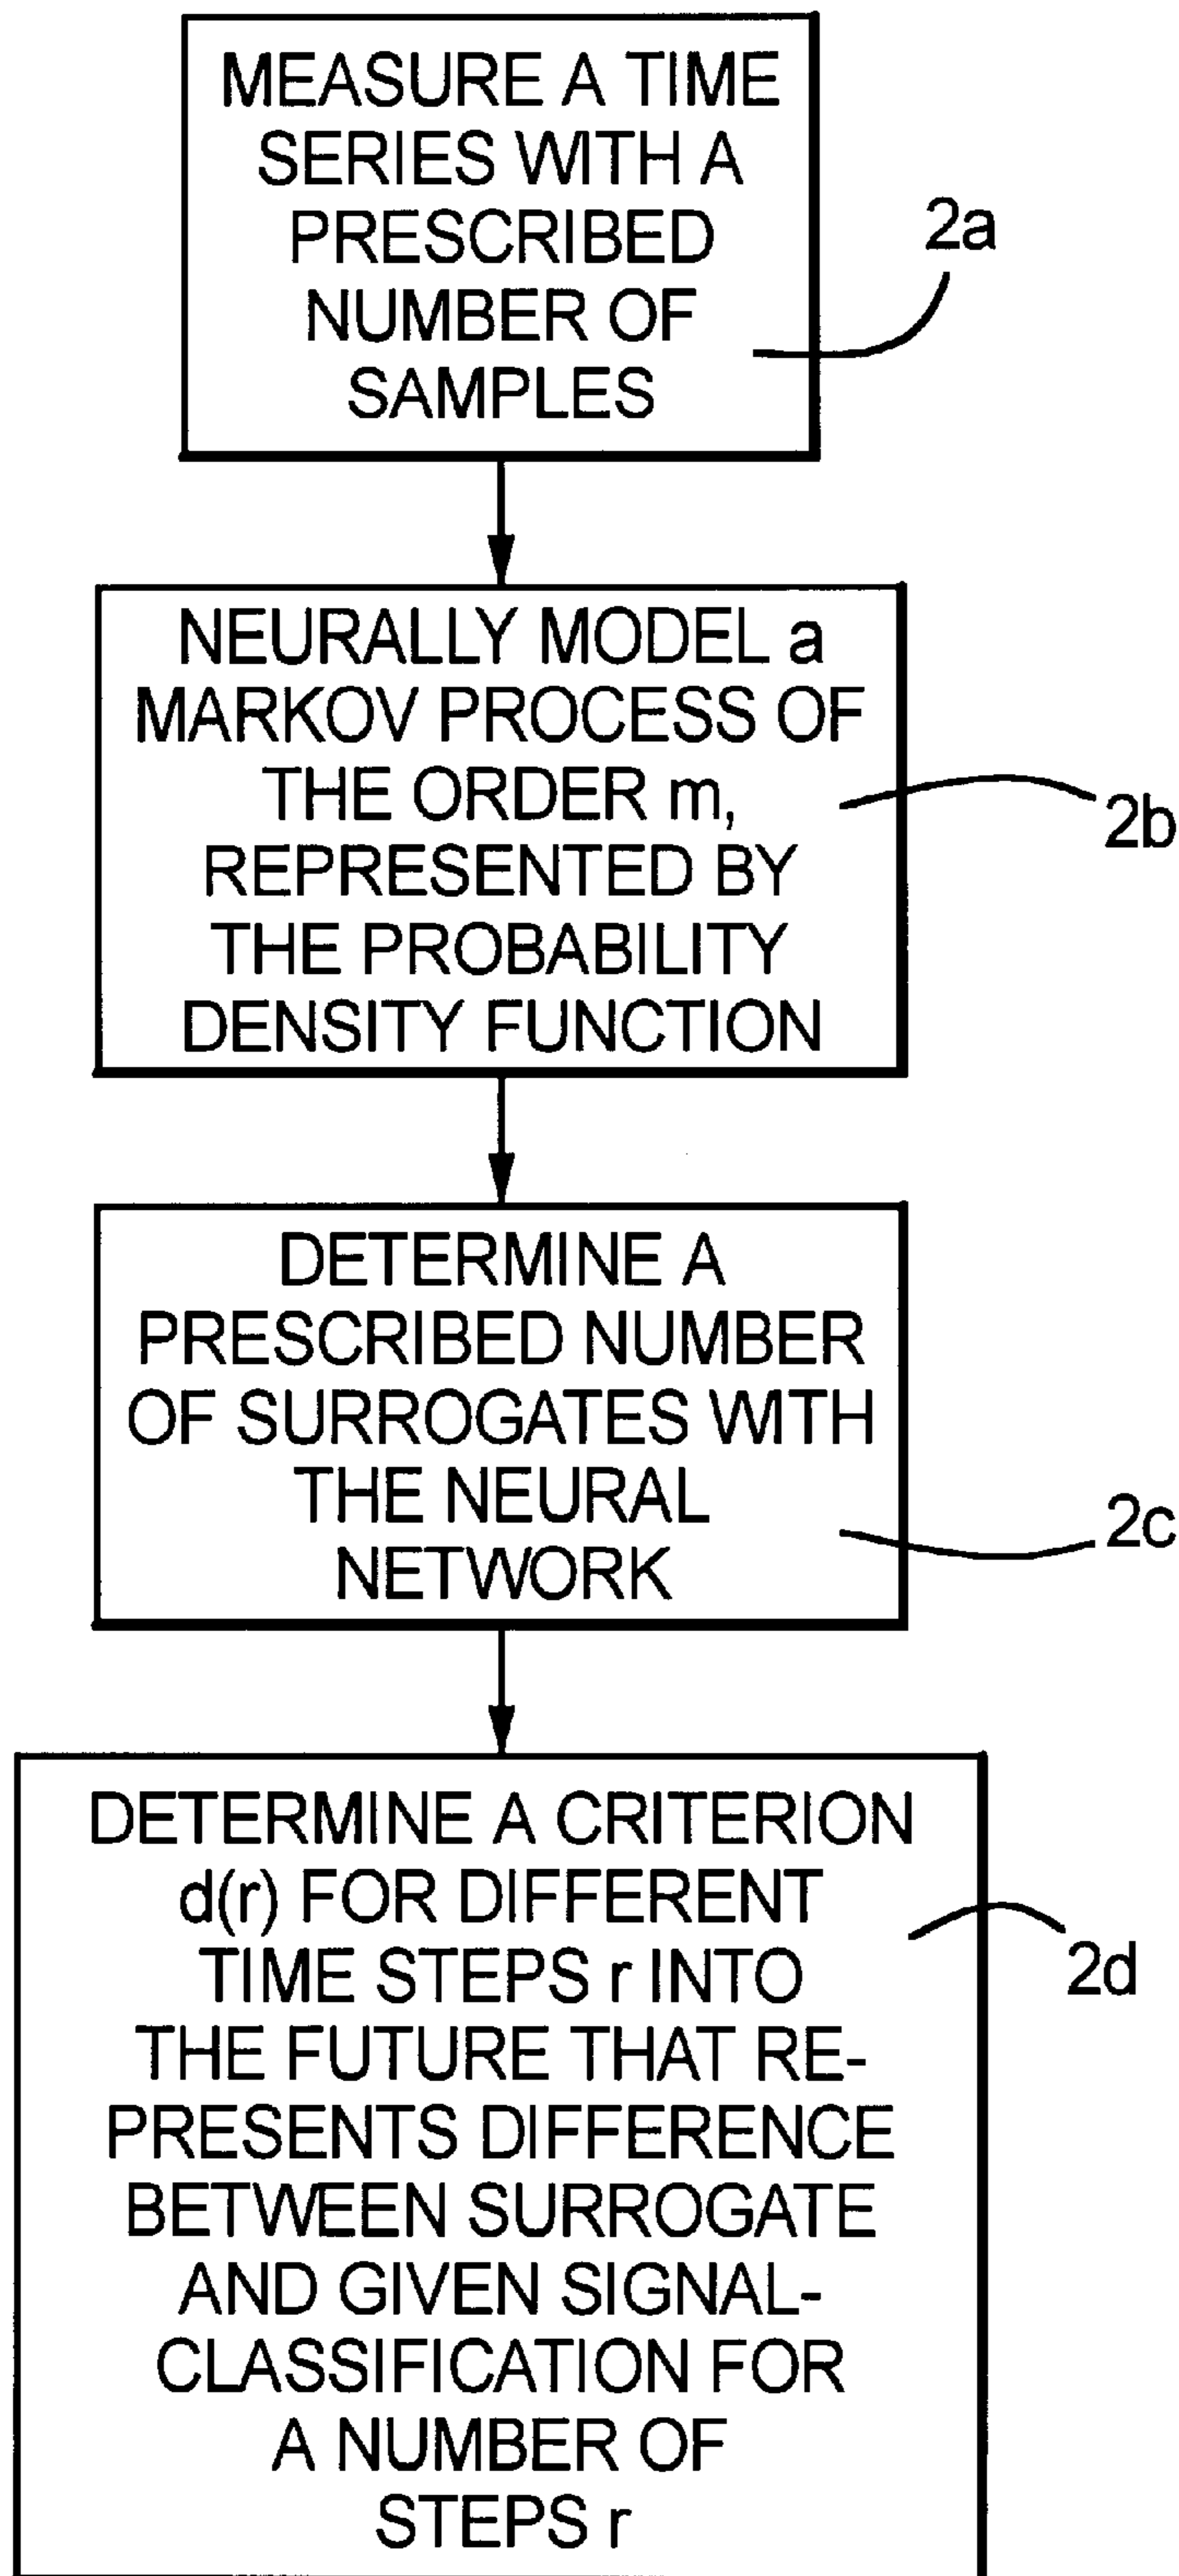 MEASURE A TIME
SERIES WITH A
PRESCRIBED
NUMBER OF
SAMPLES
2a
NEURALLY MODEL a
MARKOV PROCESS OF
THE ORDER m,
REPRESENTED BY
THE PROBABILITY
DENSITY FUNCTION
2b
DETERMINE A
PRESCRIBED NUMBER
OF SURROGATES WITH
THE NEURAL
NETWORK
2c
DETERMINE A CRITERION
d(r) FOR DIFFERENT
TIME STEPS r INTO
THE FUTURE THAT RE-
PRESENTS DIFFERENCE
BETWEEN SURROGATE
AND GIVEN SIGNAL-
CLASSIFICATION FOR
A NUMBER OF
STEPS r
2d